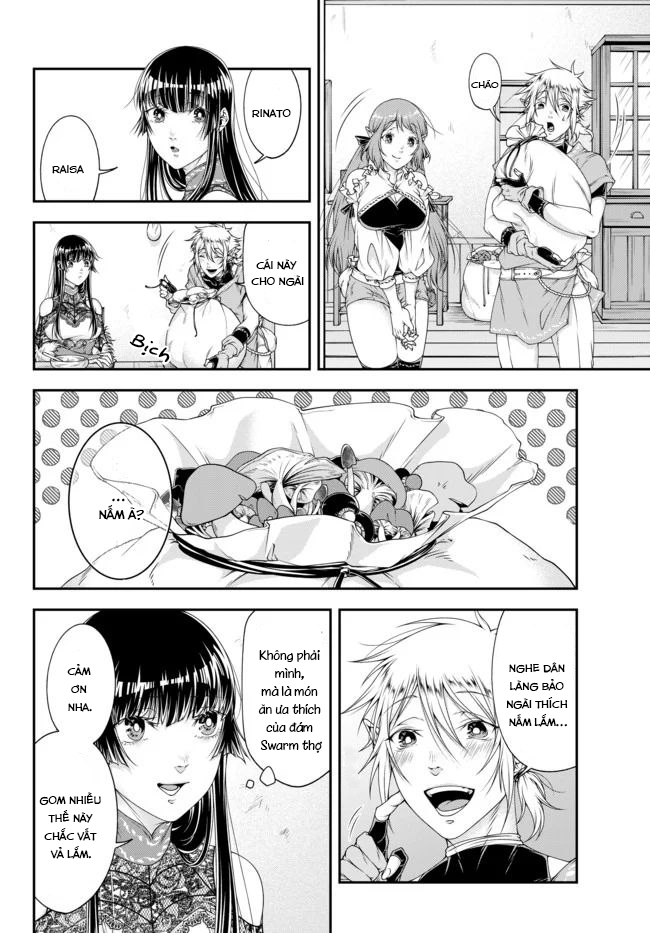 CHÁO
RINATO
RAISA
CÁI NÀY
CHO NGÀI
BỊCH
...
NẤM À?
NGHE DÂN
LÀNG BẢO
NGÀI THÍCH
NẤM LẮM...
Không phải
mình,
mà là món
ăn ưa thích
của đám
Swarm thợ
CẢM
ƠN
NHA.
GOM NHIỀU
THẾ NÀY
CHẮC VẤT
VẢ LẮM.